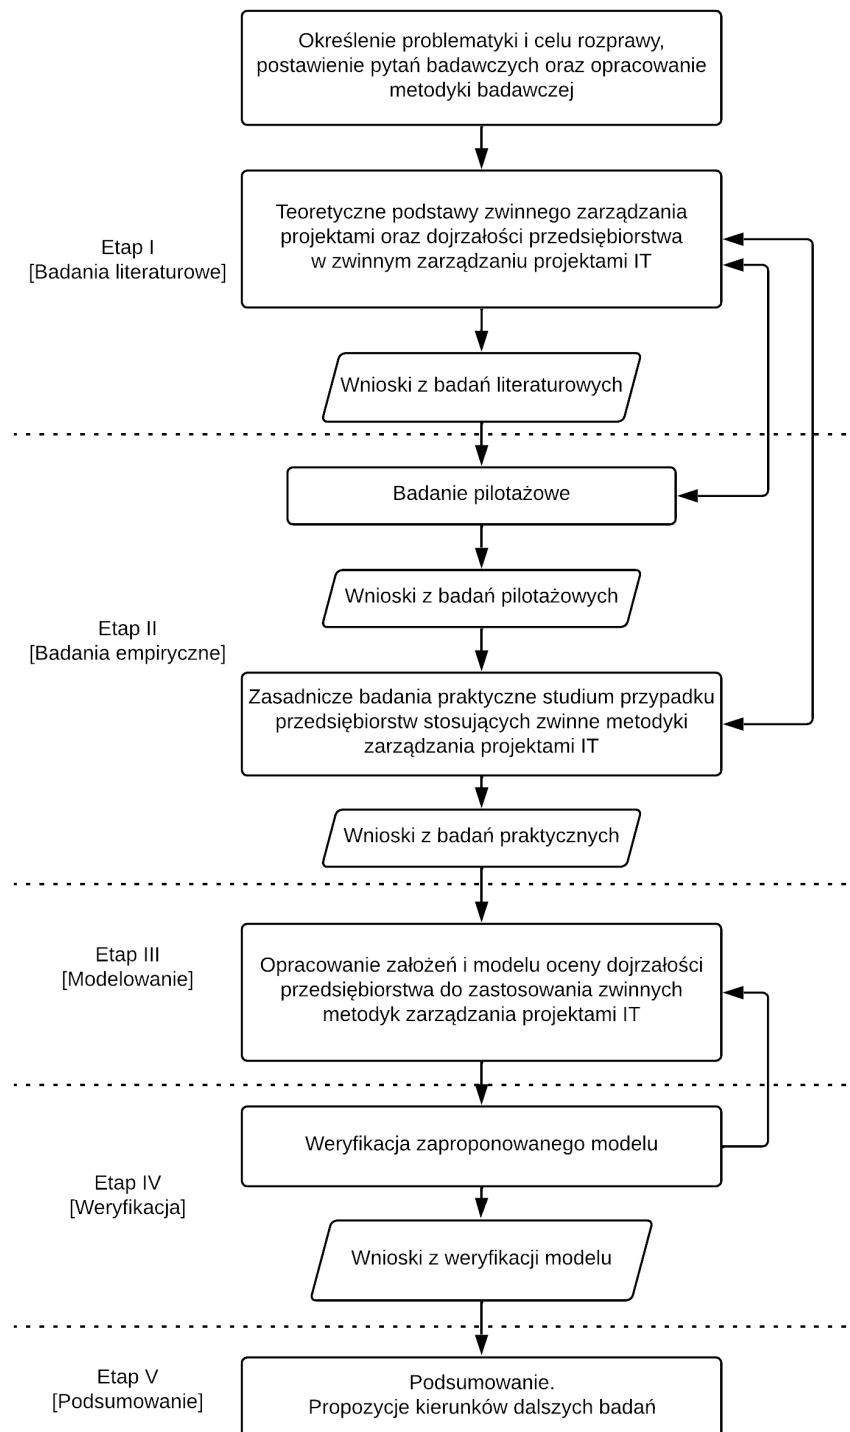 Określenie problematyki i celu rozprawy,
postawienie pytań badawczych oraz opracowanie
metodyki badawczej
Etap I
[Badania literaturowe]
Teoretyczne podstawy zwinnego zarządzania
projektami oraz dojrzałości przedsiębiorstwa
w zwinnym zarządzaniu projektami IT
Wnioski z badań literaturowych
Badanie pilotażowe
Wnioski z badań pilotażowych
Etap II
[Badania empiryczne]
Zasadnicze badania praktyczne studium przypadku
przedsiębiorstw stosujących zwinne metodyki
zarządzania projektami IT
Wnioski z badań praktycznych
Etap III
[Modelowanie]
Opracowanie założeń i modelu oceny dojrzałości
przedsiębiorstwa do zastosowania zwinnych
metodyk zarządzania projektami IT
Weryfikacja zaproponowanego modelu
Etap IV
[Weryfikacja]
Wnioski z weryfikacji modelu
Etap V
[Podsumowanie]
Podsumowanie.
Propozycje kierunków dalszych badań